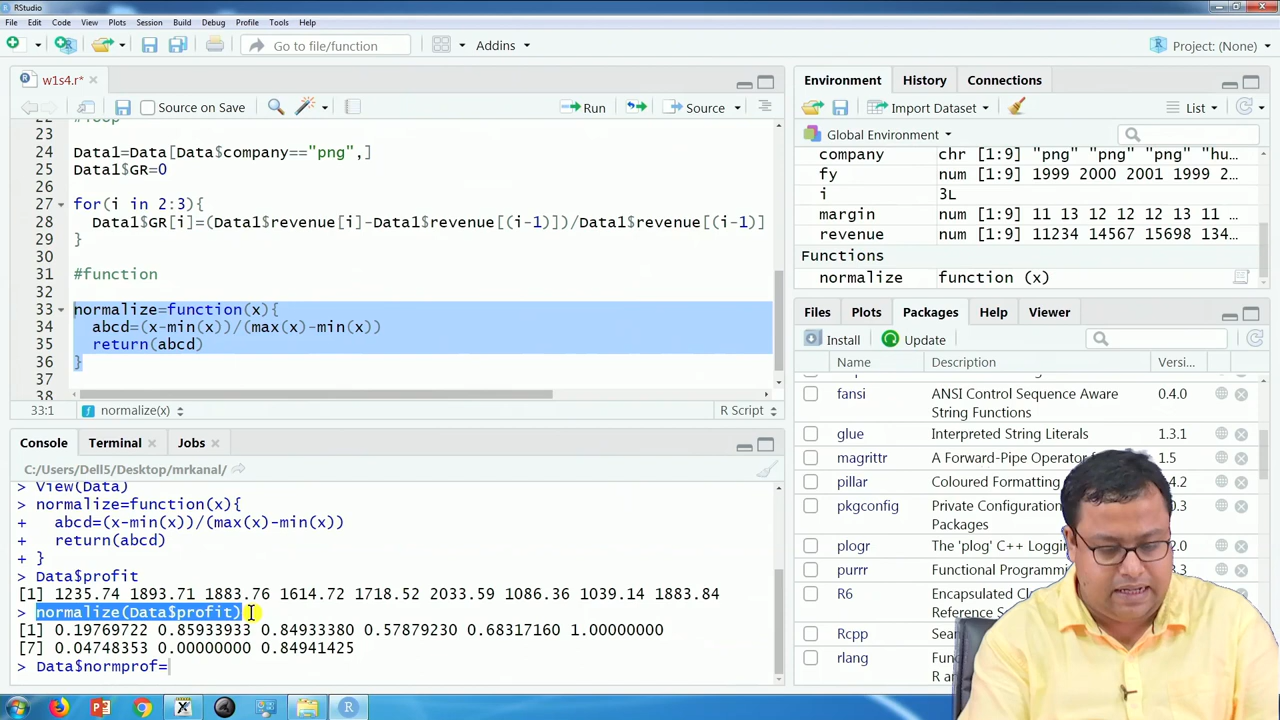 RStudio
File Edit Code View Plots Session Build Debug Profile Tools Help
Go to file/function
Addins
Project: (None)
w1s4.r*
Source on Save
Run
Source
23
24 Data1=Data[Data$company=="png",]
25 Data1$GR=0
26
27 for(i in 2:3){
28 Data1$GR[i]=(Data1$revenue[i]-Data1$revenue[(i-1)])/Data1$revenue[(i-1)]
29 }
30
31 #function
32
33 normalize=function(x){
34 abcd=(x-min(x))/(max(x)-min(x))
35 return(abcd)
36 }
37
38
33:1 normalize(x) R Script
Console Terminal Jobs
C:/Users/Dell5/Desktop/mrkanal/
> View(Data)
> normalize=function(x){
+ abcd=(x-min(x))/(max(x)-min(x))
+ return(abcd)
+ }
> Data$profit
[1] 1235.74 1893.71 1883.76 1614.72 1718.52 2033.59 1086.36 1039.14 1883.84
> normalize(Data$profit)
[1] 0.19769722 0.85933933 0.84933380 0.57879230 0.68317160 1.00000000
[7] 0.04748353 0.00000000 0.84941425
> Data$normprof=
Environment History Connections
Import Dataset
List
Global Environment
company chr [1:9] "png" "png" "png" "hu…
fy num [1:9] 1999 2000 2001 1999 2…
i 3L
margin num [1:9] 11 13 12 12 12 13 11 …
revenue num [1:9] 11234 14567 15698 134…
Functions
normalize function (x)
Files Plots Packages Help Viewer
Install Update
Name Description Versi…
fansi ANSI Control Sequence Aware String Functions 0.4.0
glue Interpreted String Literals 1.3.1
magrittr A Forward-Pipe Operator 1.5
pillar Coloured Formatting .4.2
pkgconfig Private Configuration Packages 0.3
plogr The 'plog' C++ Loggi 2.0
purrr Functional Programmi 3.3
R6 Encapsulated
Rcpp
rlang